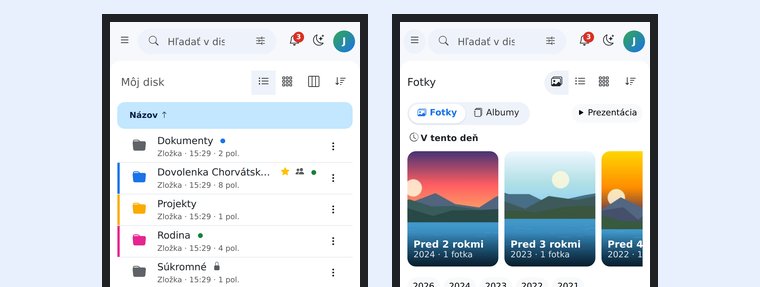 Hľadať v dis
3
J
Môj disk
Názov ↑
Dokumenty
Zložka · 15:29 · 2 pol.
Dovolenka Chorvátsk...
Zložka · 15:29 · 8 pol.
Projekty
Zložka · 15:29 · 1 pol.
Rodina
Zložka · 15:29 · 4 pol.
Súkromné
Zložka · 15:29 · 1 pol.
Hľadať v dis
3
J
Fotky
Fotky
Albumy
Prezentácia
V tento deň
Pred 2 rokmi
2024 · 1 fotka
Pred 3 rokmi
2023 · 1 fotka
Pred 4
2022 · 1
2026 2024 2023 2022 2021